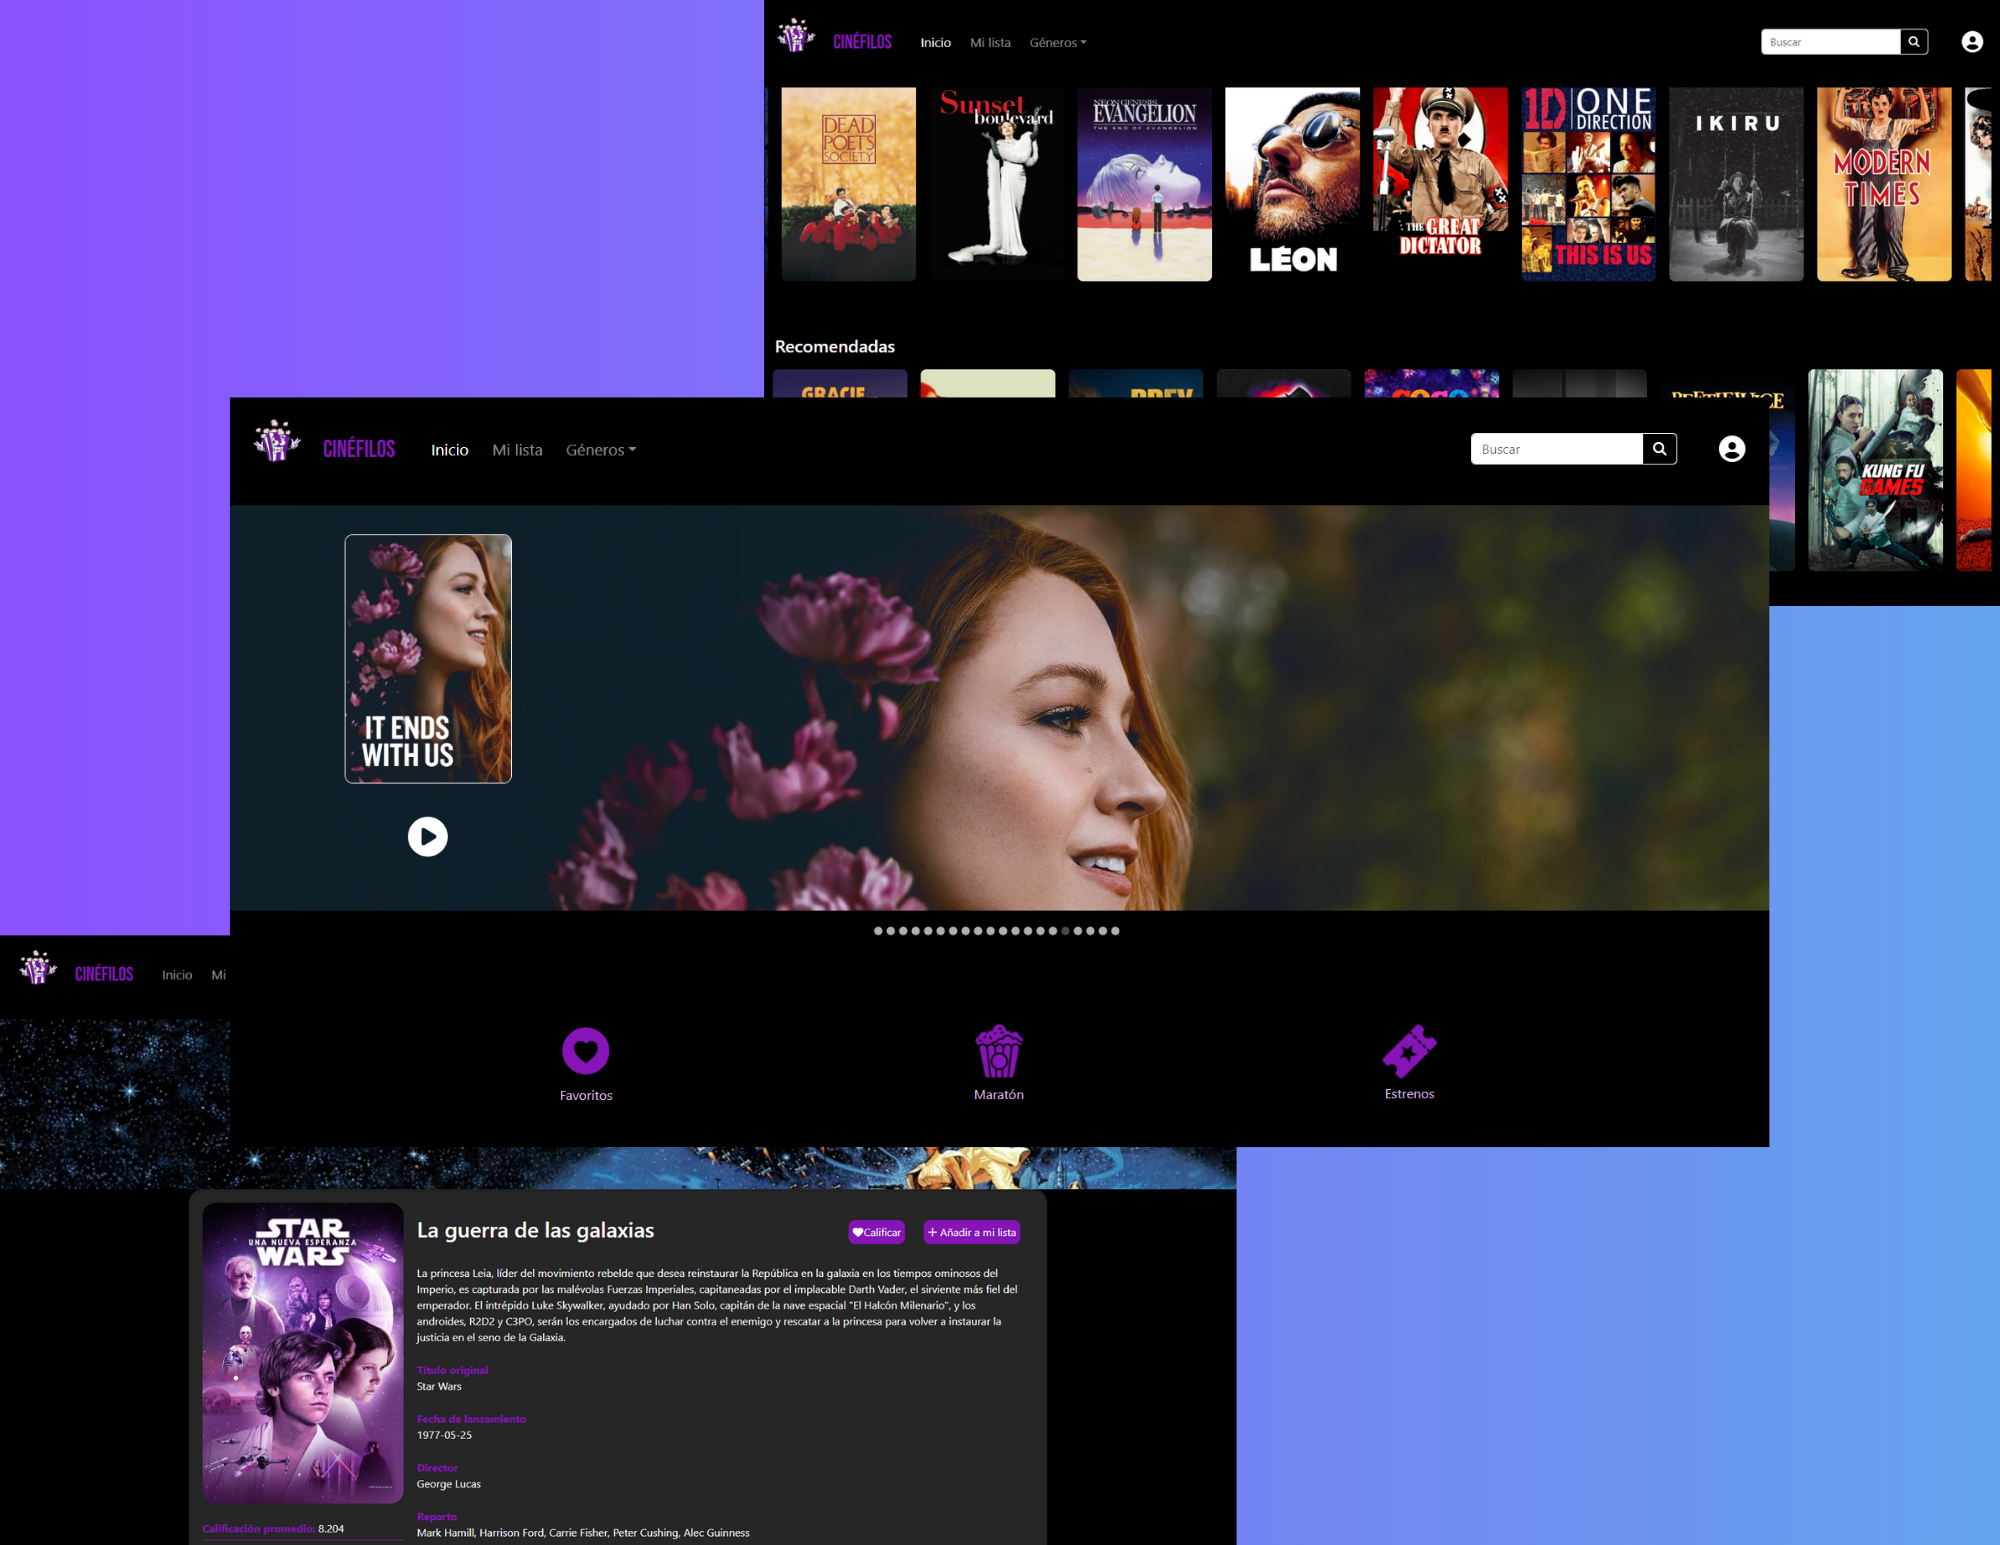 CINÉFILOS Inicio Mi lista Géneros Buscar
DEAD
POETS
SOCIETY
Sunset
boulevard
NEON GENESIS
EVANGELION
THE END OF EVANGELION
LÉON
THE GREAT
DICTATOR
1D ONE
DIRECTION
THIS IS US
IKIRU
MODERN
TIMES
Recomendadas
GRACIE
PREY
COCO
BEETLEJUICE
KUNG FU
GAMES
CINÉFILOS Inicio Mi lista Géneros Buscar
IT ENDS
WITH US
Favoritos
Maratón
Estrenos
CINÉFILOS Inicio Mi
STAR
UNA NUEVA ESPERANZA
WARS
La guerra de las galaxias
Calificar
+ Añadir a mi lista
La princesa Leia, líder del movimiento rebelde que desea reinstaurar la República en la galaxia en los tiempos ominosos del
Imperio, es capturada por las malévolas Fuerzas Imperiales, capitaneadas por el implacable Darth Vader, el sirviente más fiel del
emperador. El intrépido Luke Skywalker, ayudado por Han Solo, capitán de la nave espacial "El Halcón Milenario", y los
androides, R2D2 y C3PO, serán los encargados de luchar contra el enemigo y rescatar a la princesa para volver a instaurar la
justicia en el seno de la Galaxia.
Título original
Star Wars
Fecha de lanzamiento
1977-05-25
Director
George Lucas
Reparto
Mark Hamill, Harrison Ford, Carrie Fisher, Peter Cushing, Alec Guinness
Calificación promedio: 8.204